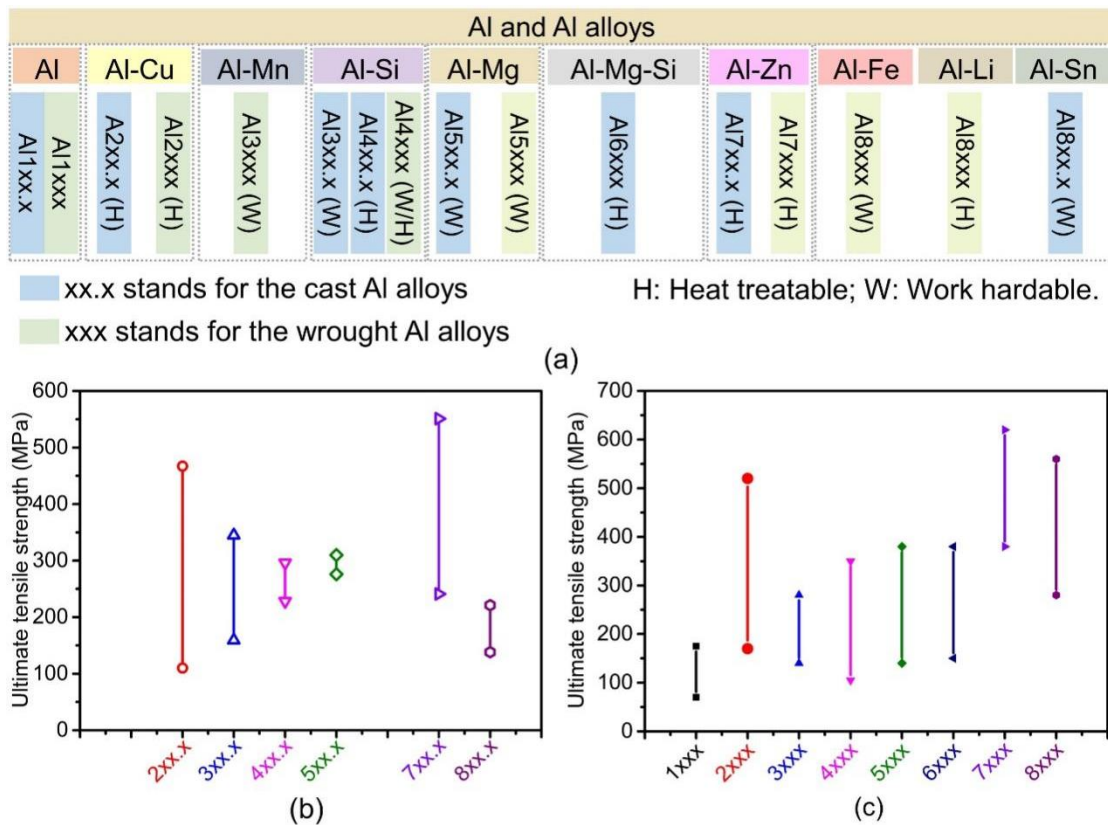 Al and Al alloys
Al Al-Cu Al-Mn Al-Si Al-Mg Al-Mg-Si Al-Zn Al-Fe Al-Li Al-Sn
Al1xx.x
Al1xxx
A2xx.x (H)
Al2xxx (H)
Al3xxx (W)
Al3xx.x (W)
Al4xx.x (H)
Al4xxx (W/H)
Al5xx.x (W)
Al5xxx (W)
Al6xxx (H)
Al7xx.x (H)
Al7xxx (H)
Al8xxx (W)
Al8xxx (H)
Al8xx.x (W)
xx.x stands for the cast Al alloys
H: Heat treatable; W: Work hardable.
xxx stands for the wrought Al alloys
(a)
Ultimate tensile strength (MPa)
600
500
400
300
200
100
0
2xx.x 3xx.x 4xx.x 5xx.x 7xx.x 8xx.x
(b)
Ultimate tensile strength (MPa)
700
600
500
400
300
200
100
0
1xxx 2xxx 3xxx 4xxx 5xxx 6xxx 7xxx 8xxx
(c)